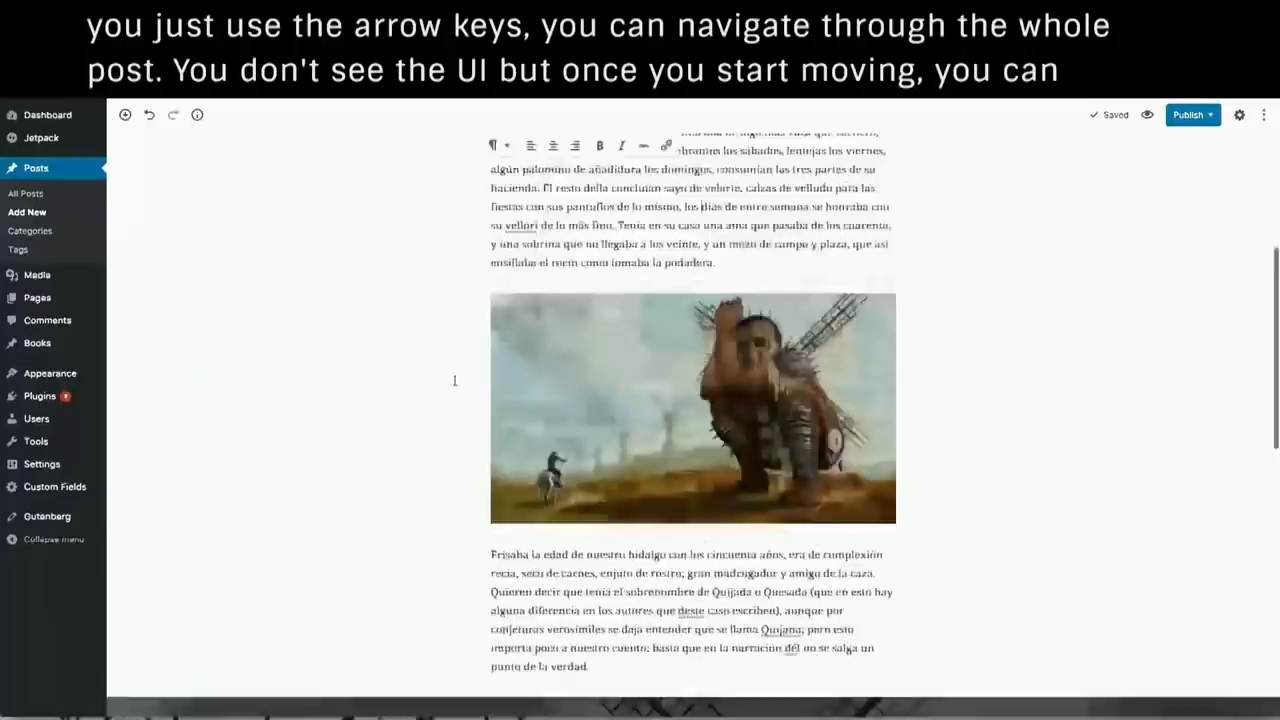 you just use the arrow keys, you can navigate through the whole
post. You don't see the UI but once you start moving, you can
Dashboard
Jetpack
Posts
All Posts
Add New
Categories
Tags
Media
Pages
Comments
Books
Appearance
Plugins
Users
Tools
Settings
Custom Fields
Gutenberg
Collapse menu
Saved
Publish
B I
los sábados, lentejas los viernes,
algún palomino de añadidura los domingos, consumían las tres partes de su
hacienda. El resto della concluían sayo de velarte, calzas de velludo para las
fiestas con sus pantuflos de lo mismo, los días de entre semana se honraba con
su vellori de lo más fino. Tenía en su casa una ama que pasaba de los cuarenta,
y una sobrina que no llegaba a los veinte, y un mozo de campo y plaza, que así
ensillaba el rocín como tomaba la podadera.
Frisaba la edad de nuestro hidalgo con los cincuenta años, era de complexión
recia, seco de carnes, enjuto de rostro; gran madrugador y amigo de la caza.
Quieren decir que tenía el sobrenombre de Quijada o Quesada (que en esto hay
alguna diferencia en los autores que deste caso escriben), aunque por
conjeturas verosímiles se deja entender que se llama Quijana; pero esto
importa poco a nuestro cuento; basta que en la narración dél no se salga un
punto de la verdad.